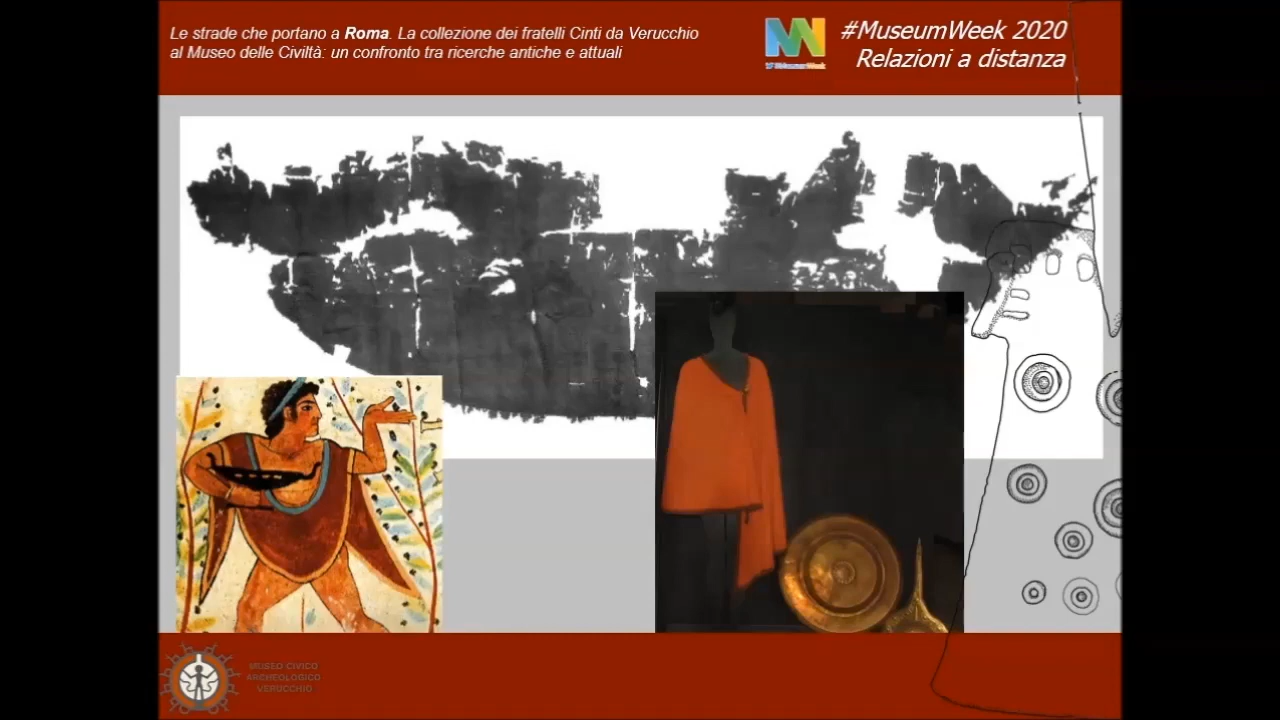 Le strade che portano a Roma. La collezione dei fratelli Cinti da Verucchio
al Museo delle Civiltà: un confronto tra ricerche antiche e attuali
#MuseumWeek 2020
Relazioni a distanza
MUSEO CIVICO
ARCHEOLOGICO
VERUCCHIO